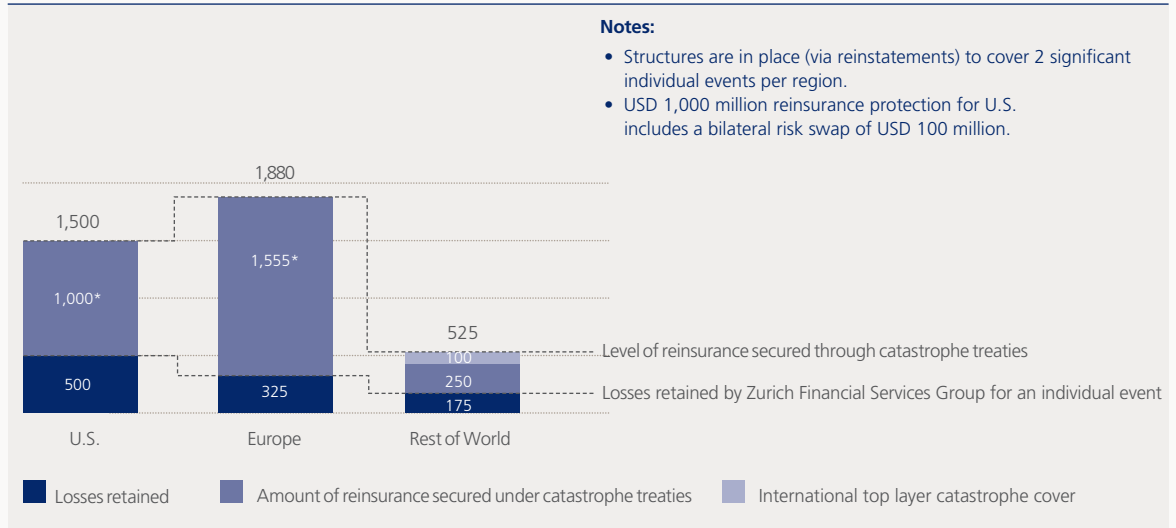 Notes:
• Structures are in place (via reinstatements) to cover 2 significant
individual events per region.
• USD 1,000 million reinsurance protection for U.S.
includes a bilateral risk swap of USD 100 million.
1,880
1,500
1,555*
1,000*
525
100
Level of reinsurance secured through catastrophe treaties
500
325
250
175
Losses retained by Zurich Financial Services Group for an individual event
U.S.
Europe
Rest of World
Losses retained
Amount of reinsurance secured under catastrophe treaties
International top layer catastrophe cover